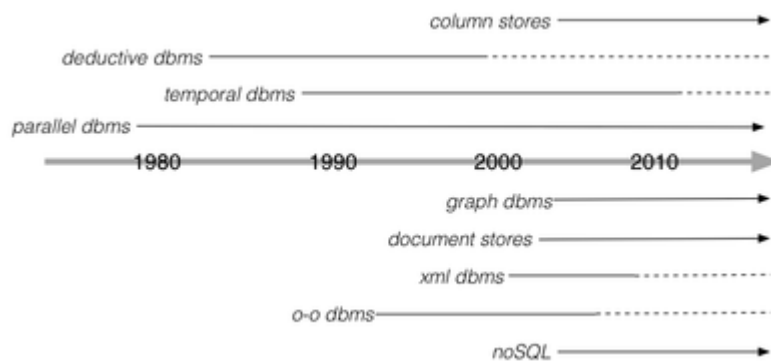 column stores
deductive dbms
temporal dbms
parallel dbms
1980 1990 2000 2010
graph dbms
document stores
xml dbms
o-o dbms
noSQL